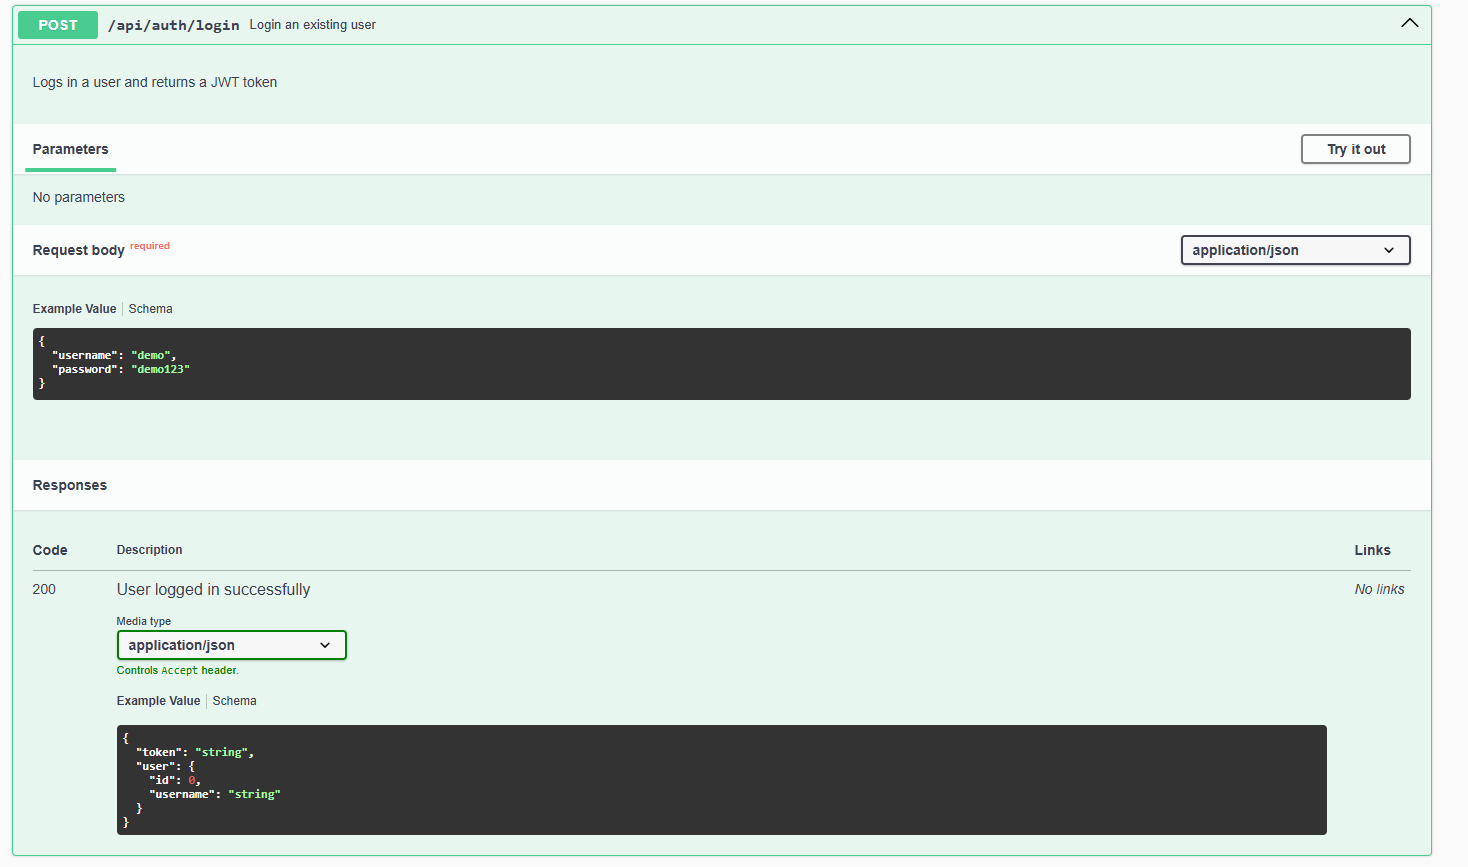 POST /api/auth/login Login an existing user
Logs in a user and returns a JWT token
Parameters Try it out
No parameters
Request body required application/json
Example Value Schema
{
  "username": "demo",
  "password": "demo123"
}
Responses
Code Description Links
200 User logged in successfully No links
Media type
application/json
Controls Accept header.
Example Value Schema
{
  "token": "string",
  "user": {
    "id": 0,
    "username": "string"
  }
}